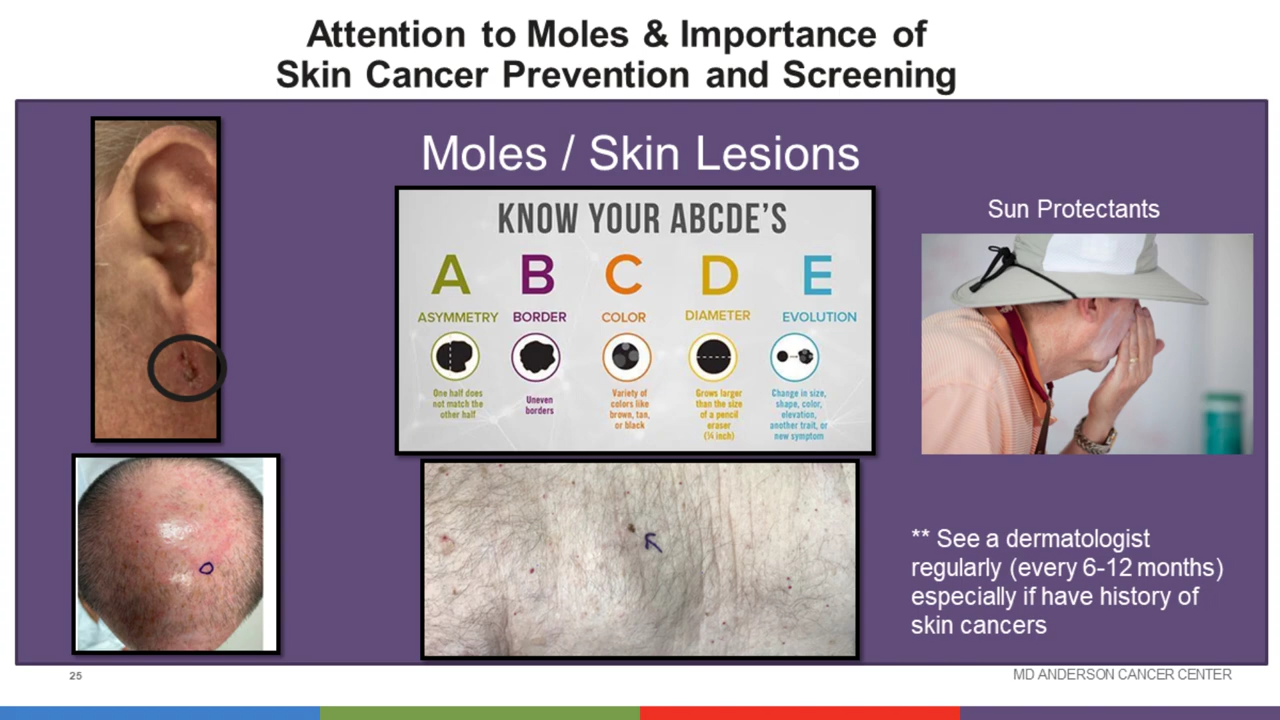 Attention to Moles & Importance of
Skin Cancer Prevention and Screening
Moles / Skin Lesions
KNOW YOUR ABCDE'S
A
B
C
D
E
ASYMMETRY
BORDER
COLOR
DIAMETER
EVOLUTION
One half does
not match the
other half
Uneven
borders
Variety of
colors like
brown, tan,
or black
Grows larger
than the size
of a pencil
eraser
(¼ inch)
Change in size,
shape, color,
elevation,
another trait, or
new symptom
Sun Protectants
** See a dermatologist
regularly (every 6-12 months)
especially if have history of
skin cancers
25
MD ANDERSON CANCER CENTER